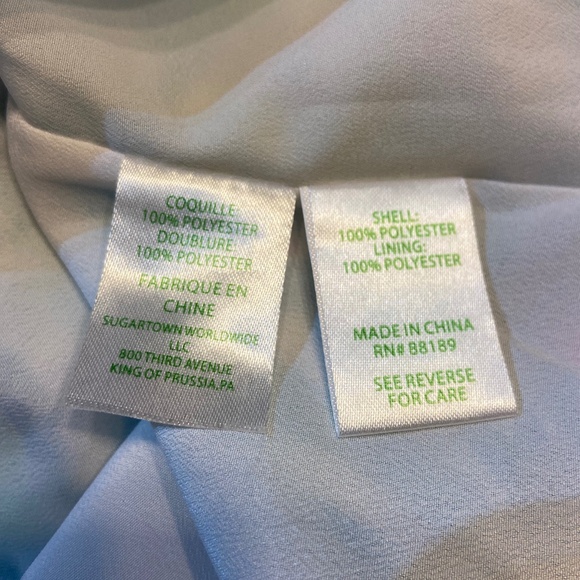 COQUILLE:
100% POLYESTER
DOUBLURE:
100% POLYESTER
FABRIQUE EN
CHINE
SUGARTOWN WORLDWIDE
LLC
800 THIRD AVENUE
KING OF PRUSSIA,PA
SHELL:
100% POLYESTER
LINING:
100% POLYESTER
MADE IN CHINA
RN# 88189
SEE REVERSE
FOR CARE